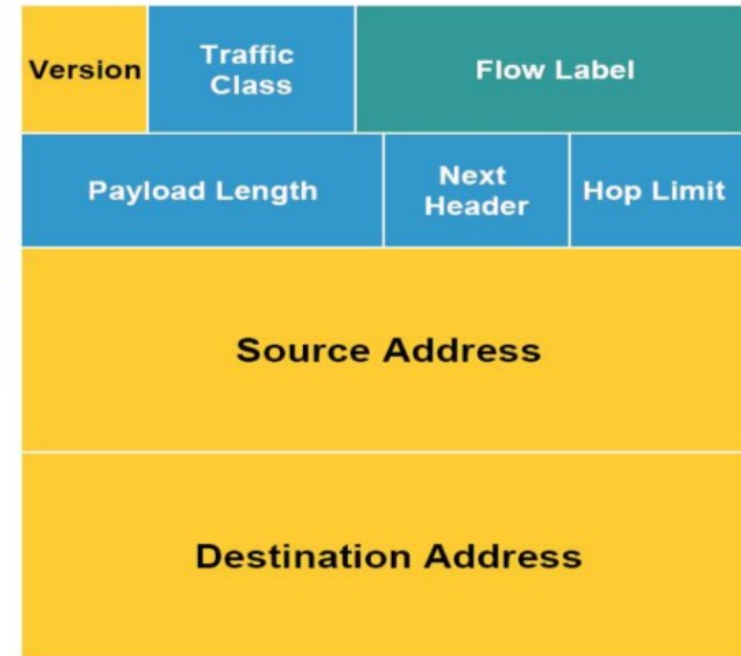 Version
Traffic
Class
Flow Label
Payload Length
Next
Header
Hop Limit
Source Address
Destination Address